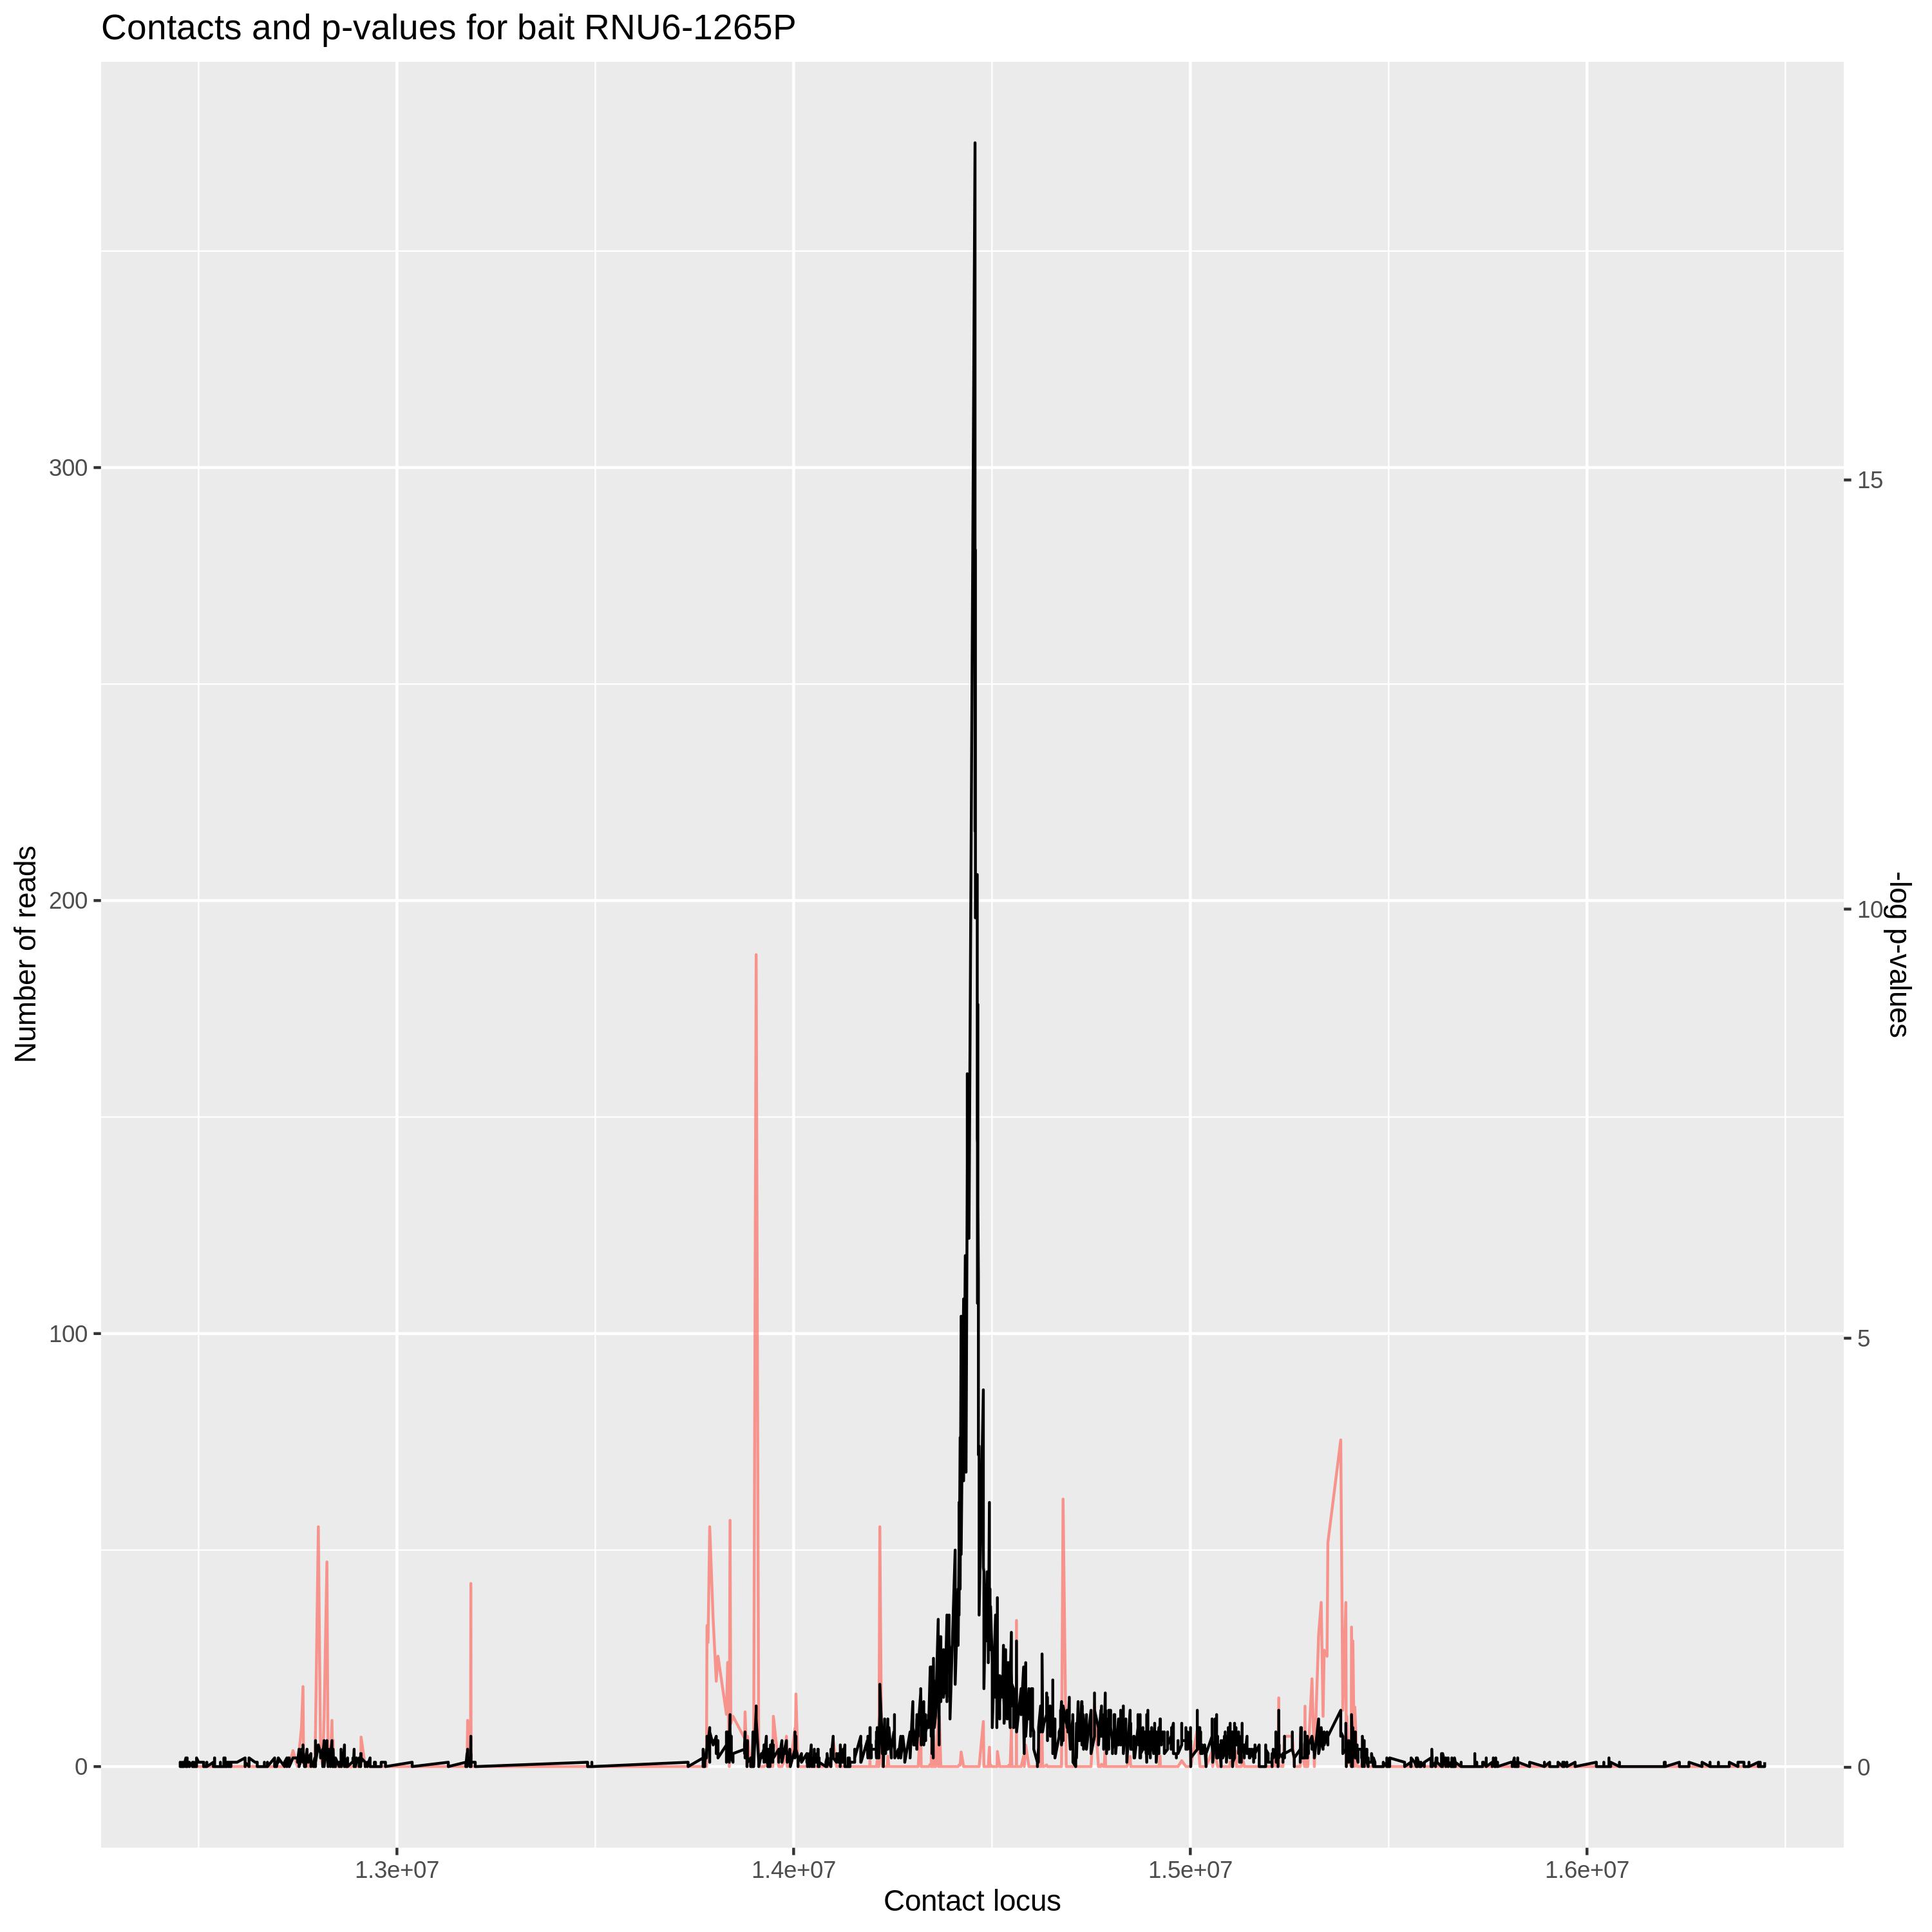 Contacts and p-values for bait RNU6-1265P
Number of reads
300
200
100
0
15
10
5
0
-log p-values
1.3e+07
1.4e+07
1.5e+07
1.6e+07
Contact locus